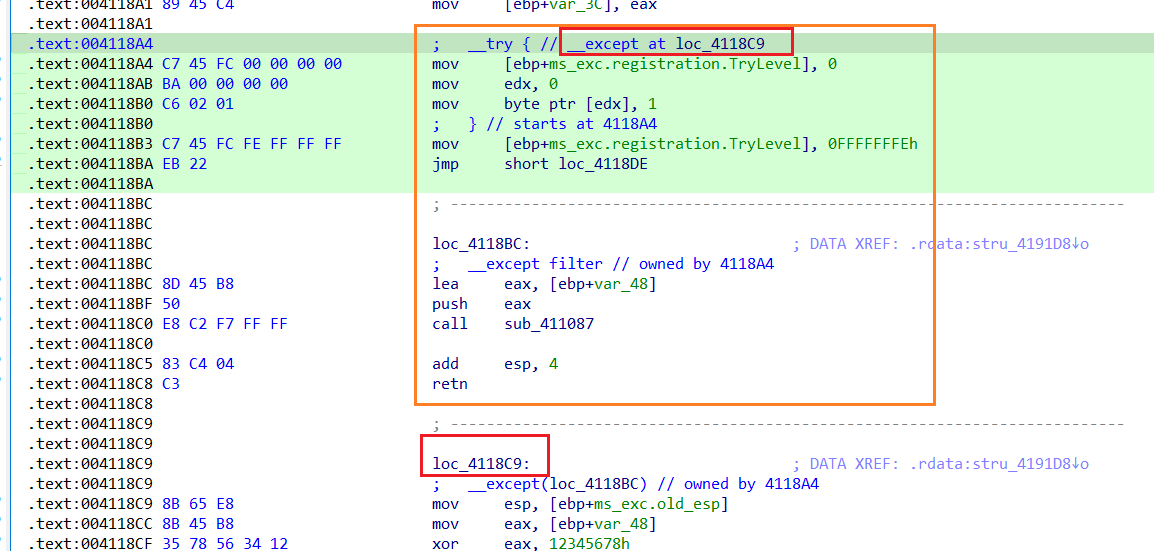 .text:004118A1 89 45 C4 mov [ebp+var_3C], eax
.text:004118A1
.text:004118A4 ; __try { // __except at loc_4118C9
.text:004118A4 C7 45 FC 00 00 00 00 mov [ebp+ms_exc.registration.TryLevel], 0
.text:004118AB BA 00 00 00 00 mov edx, 0
.text:004118B0 C6 02 01 mov byte ptr [edx], 1
.text:004118B0 ; } // starts at 4118A4
.text:004118B3 C7 45 FC FE FF FF FF mov [ebp+ms_exc.registration.TryLevel], 0FFFFFFFEh
.text:004118BA EB 22 jmp short loc_4118DE
.text:004118BA
.text:004118BC ; ---------------------------------------------------------------------------
.text:004118BC
.text:004118BC loc_4118BC: ; DATA XREF: .rdata:stru_4191D8↓o
.text:004118BC ; __except filter // owned by 4118A4
.text:004118BC 8D 45 B8 lea eax, [ebp+var_48]
.text:004118BF 50 push eax
.text:004118C0 E8 C2 F7 FF FF call sub_411087
.text:004118C0
.text:004118C5 83 C4 04 add esp, 4
.text:004118C8 C3 retn
.text:004118C8
.text:004118C9 ; ---------------------------------------------------------------------------
.text:004118C9
.text:004118C9 loc_4118C9: ; DATA XREF: .rdata:stru_4191D8↓o
.text:004118C9 ; __except(loc_4118BC) // owned by 4118A4
.text:004118C9 8B 65 E8 mov esp, [ebp+ms_exc.old_esp]
.text:004118CC 8B 45 B8 mov eax, [ebp+var_48]
.text:004118CF 35 78 56 34 12 xor eax, 12345678h